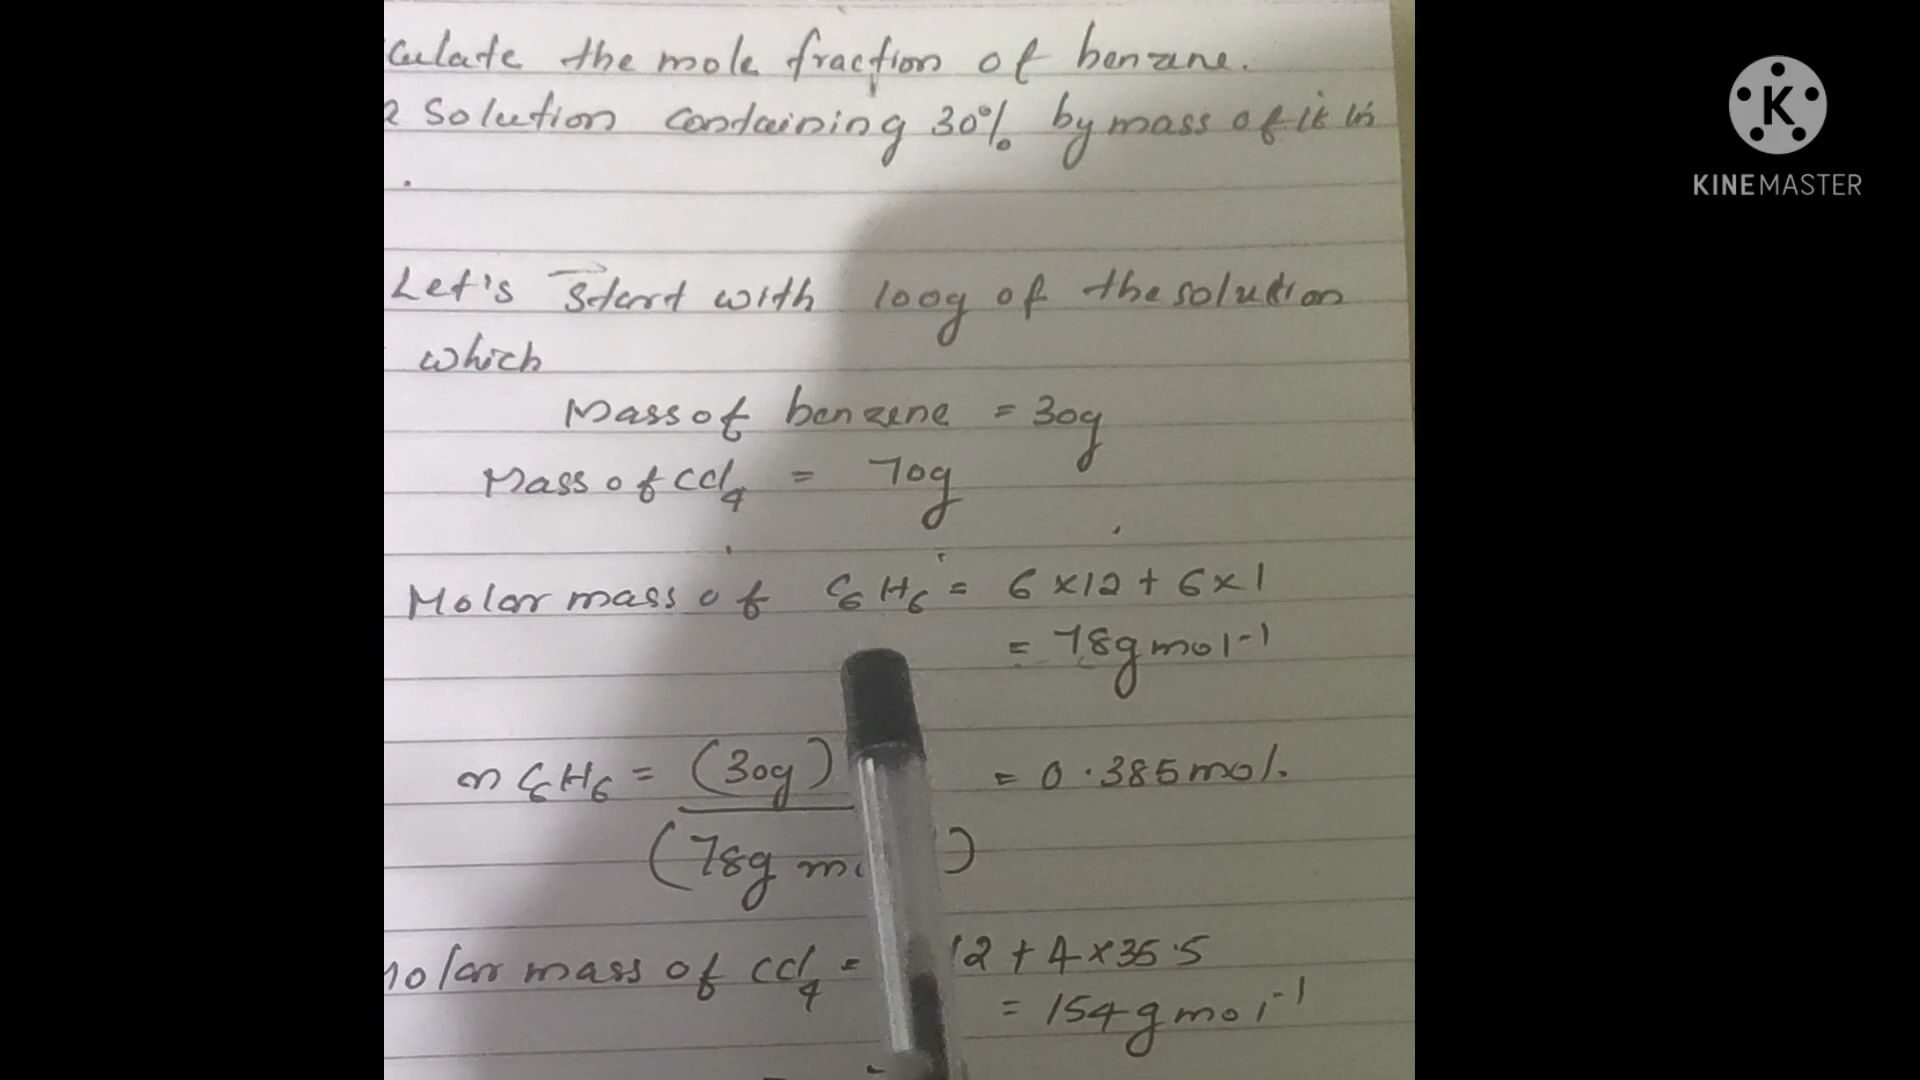 culate the mole fraction of benzene.
solution containing 30% by mass of it in
Let's start with 100g of the solution
which
Mass of benzene = 30g
Mass of CCl4 = 70g
Molar mass of C6H6 = 6 × 12 + 6 × 1
= 78g mol-1
n C6H6 = (30g) = 0.385 mol.
(78g m )
molar mass of CCl4 = 12 + 4 × 35.5
= 154 g mol-1
K
KINEMASTER